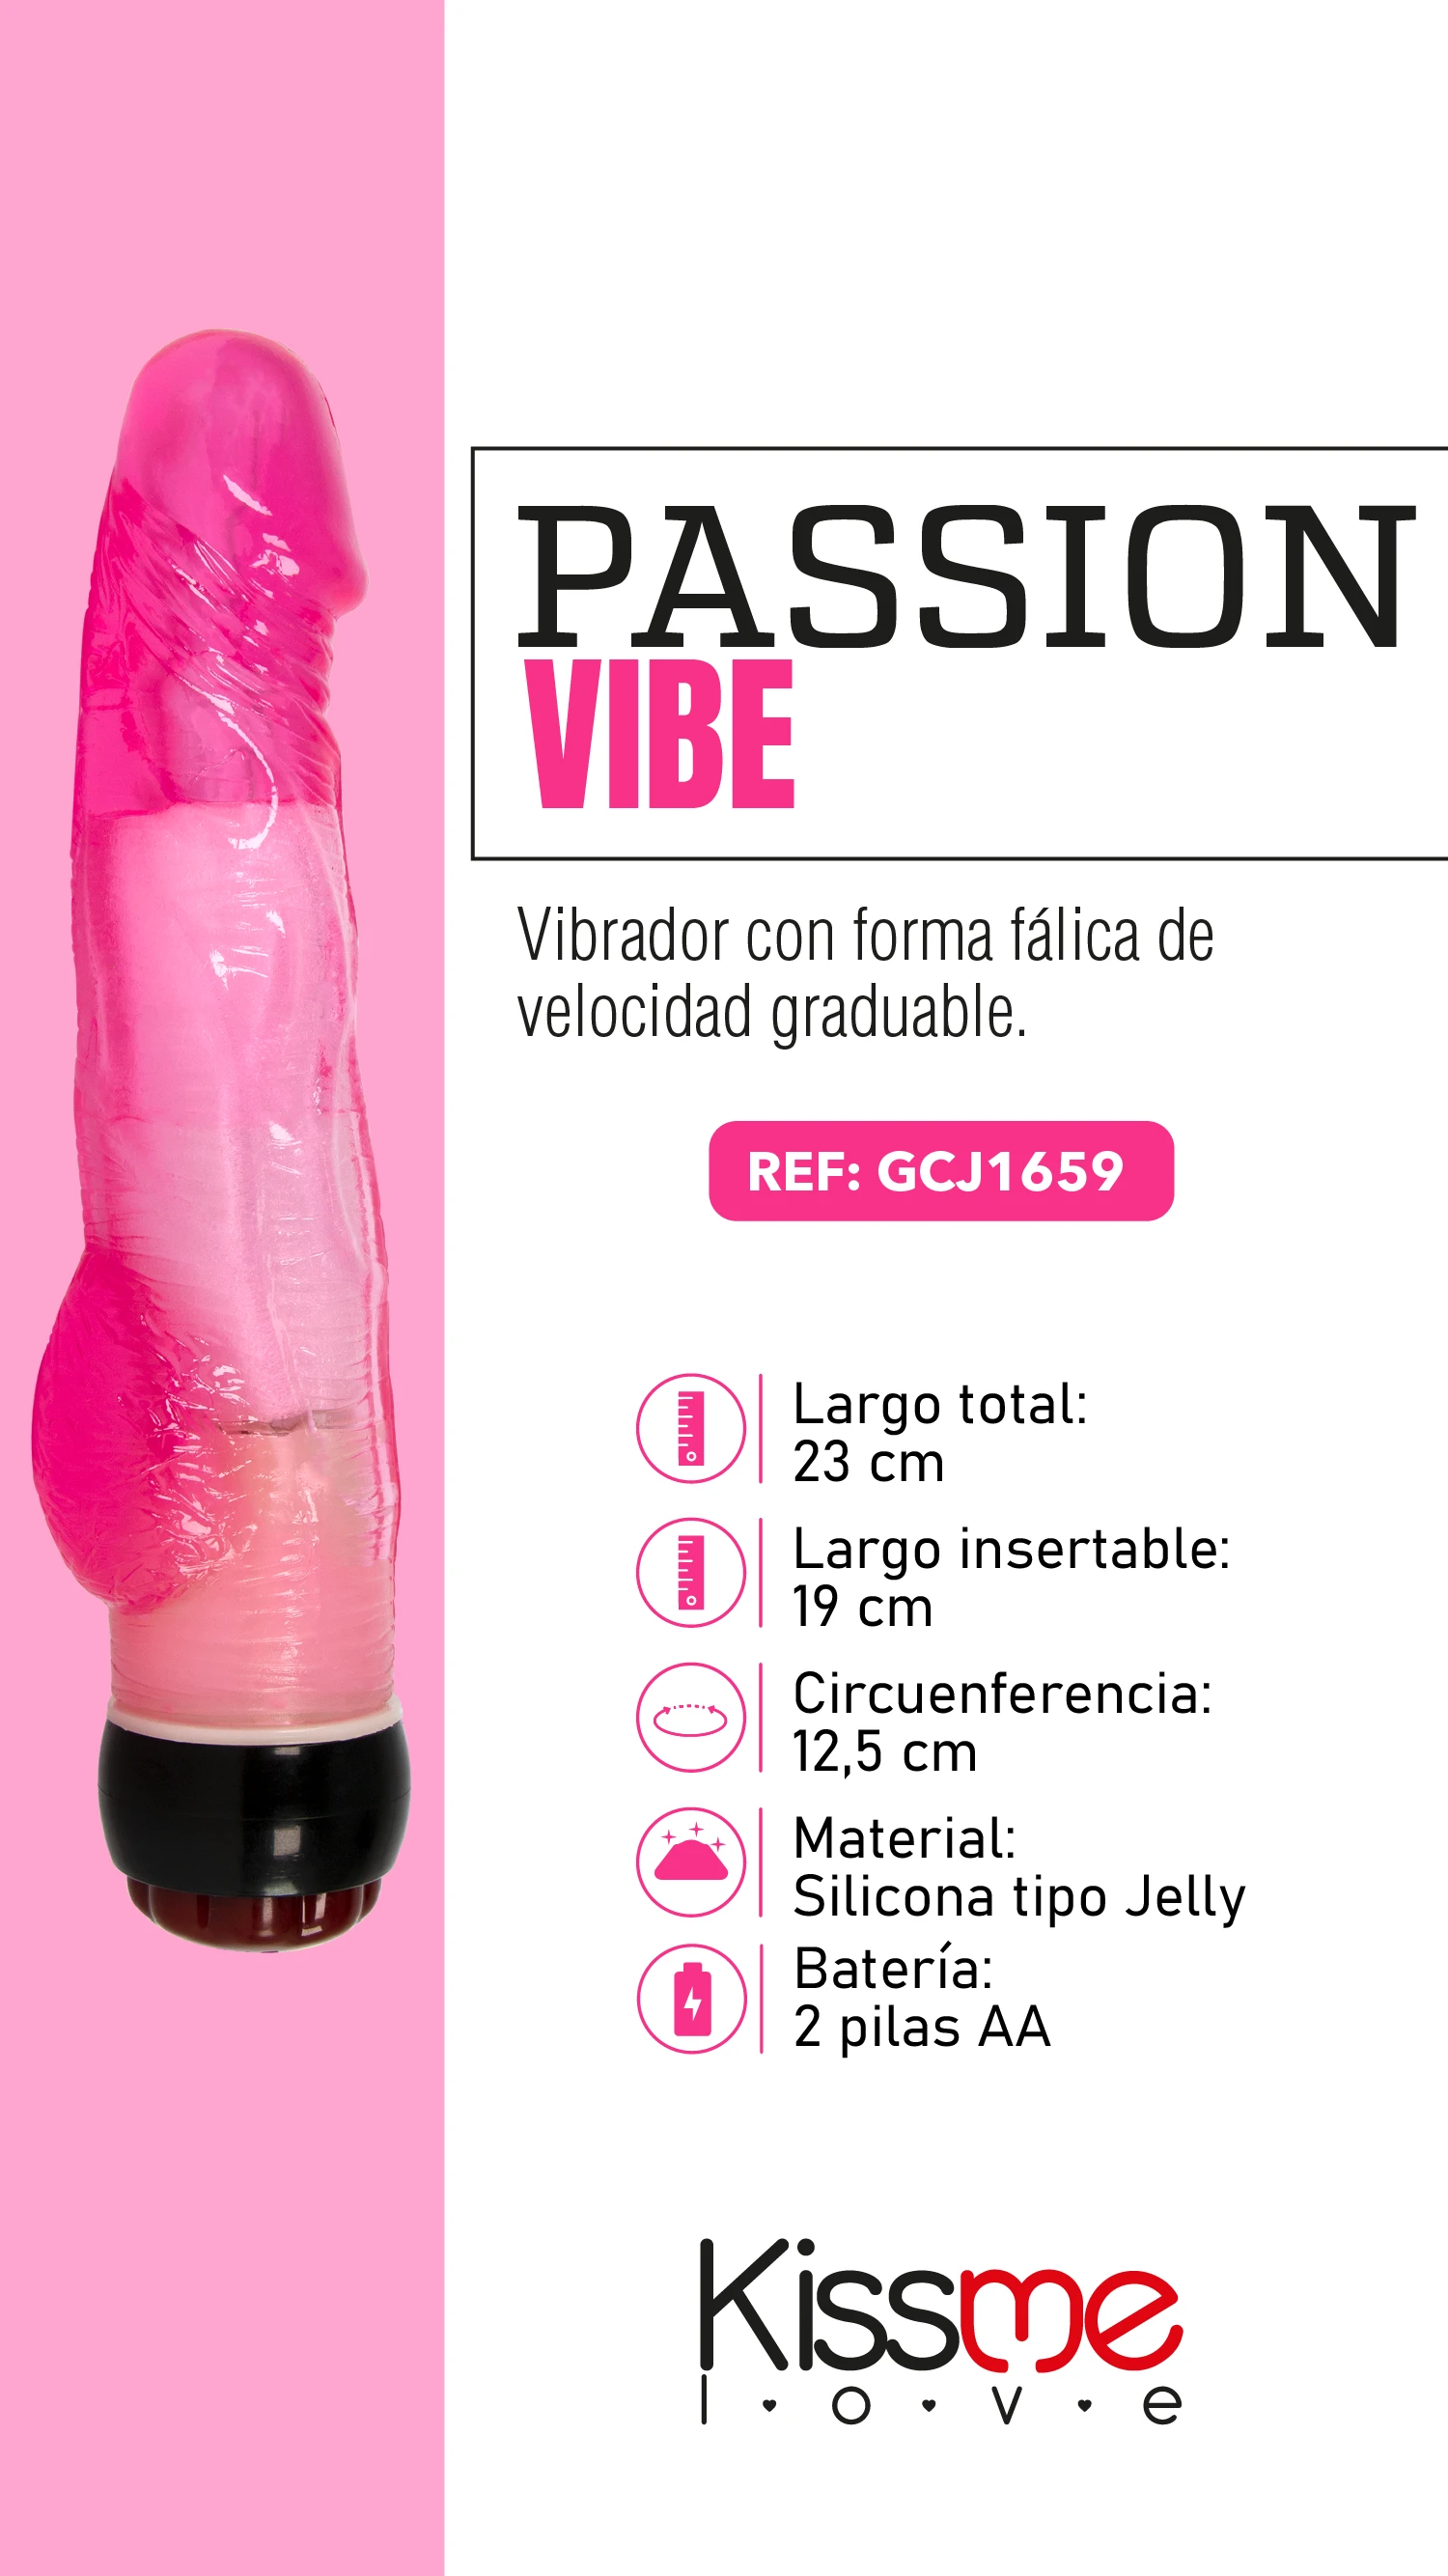 PASSION
VIBE
Vibrador con forma fálica de
velocidad graduable.
REF: GCJ1659
Largo total:
23 cm
Largo insertable:
19 cm
Circuenferencia:
12,5 cm
Material:
Silicona tipo Jelly
Batería:
2 pilas AA
Kissme
love